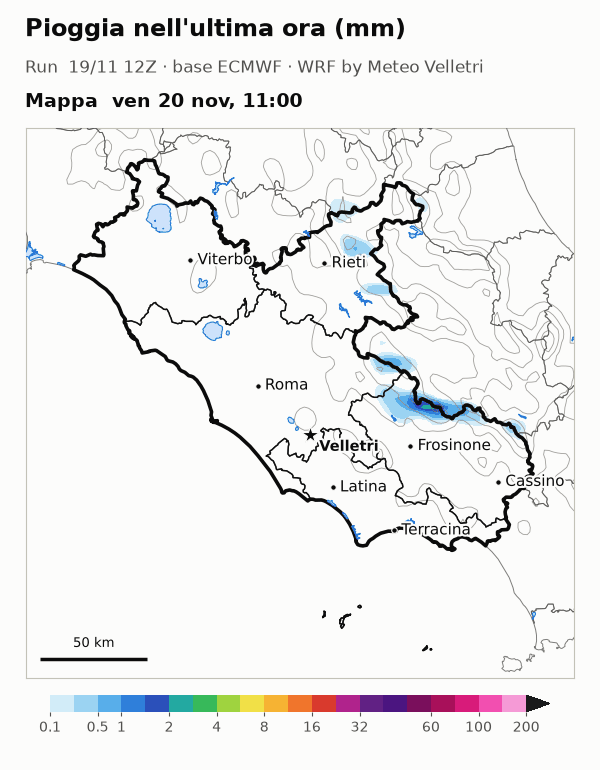 Pioggia nell'ultima ora (mm)
Run  19/11 12Z · base ECMWF · WRF by Meteo Velletri
Mappa  ven 20 nov, 11:00
Viterbo
Rieti
Roma
Velletri
Frosinone
Latina
Cassino
Terracina
50 km
0.1 0.5 1 2 4 8 16 32 60 100 200